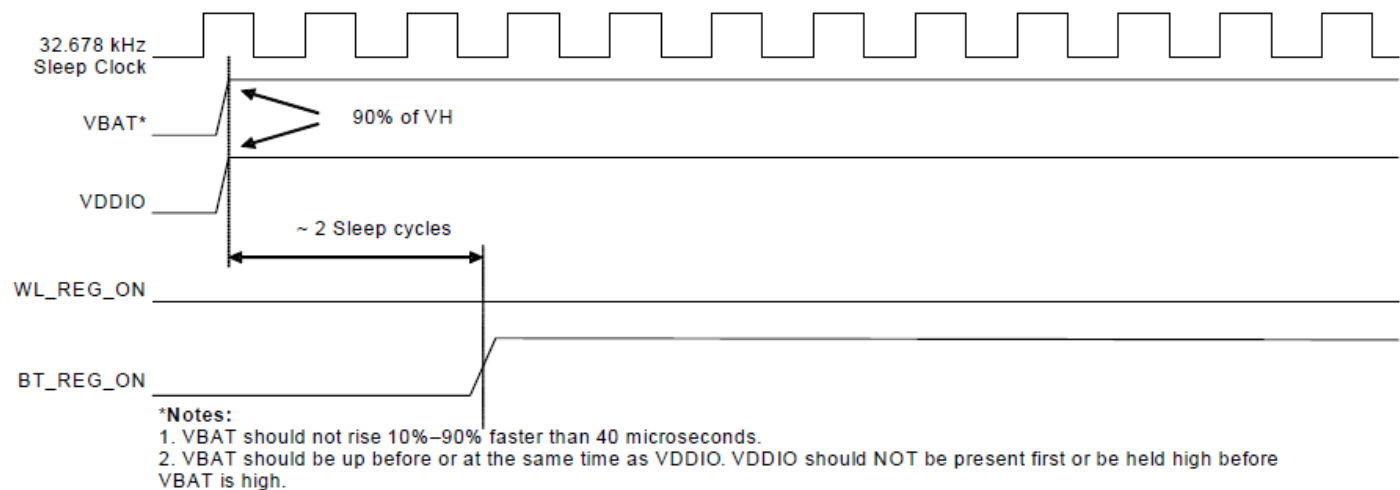 32.678 kHz
Sleep Clock
90% of VH
VBAT*
VDDIO
~ 2 Sleep cycles
WL_REG_ON
BT_REG_ON
*Notes:
1. VBAT should not rise 10%–90% faster than 40 microseconds.
2. VBAT should be up before or at the same time as VDDIO. VDDIO should NOT be present first or be held high before
VBAT is high.